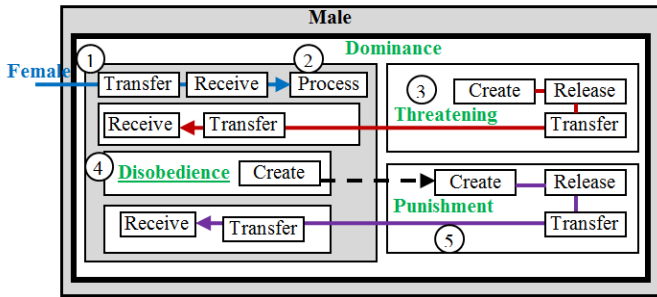 Male
Dominance
Female
1
2
Transfer Receive Process
3
Create Release
Receive Transfer
Threatening
Transfer
4
Disobedience Create
Create Release
Punishment
Receive Transfer
Transfer
5